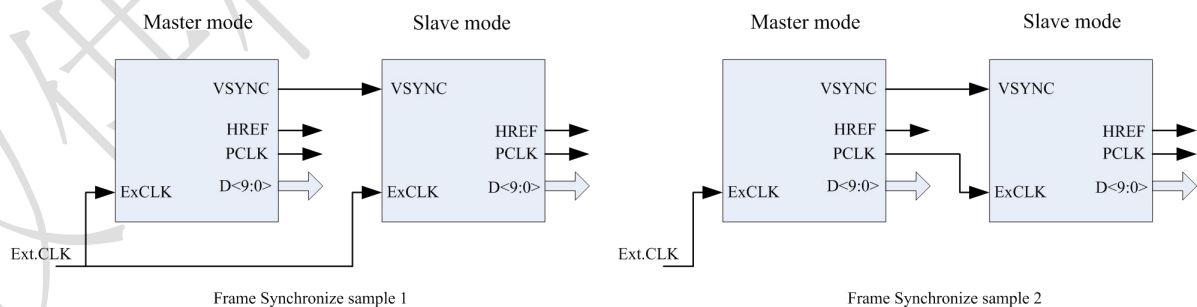 Master mode
Slave mode
VSYNC
HREF
PCLK
D<9:0>
ExCLK
VSYNC
HREF
PCLK
D<9:0>
ExCLK
Ext.CLK
Frame Synchronize sample 1
Master mode
Slave mode
VSYNC
HREF
PCLK
D<9:0>
ExCLK
VSYNC
HREF
PCLK
D<9:0>
ExCLK
Ext.CLK
Frame Synchronize sample 2